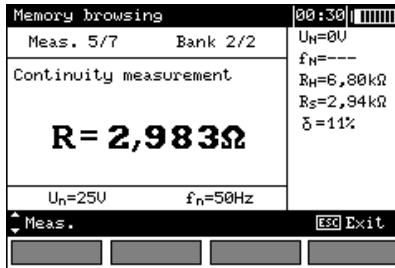 Memory browsing 00:30
Meas. 5/7 Bank 2/2
Continuity measurement
R=2,983Ω
Un=25V fn=50Hz
UN=0V
fN=---
RH=6,80kΩ
RS=2,94kΩ
δ=11%
Meas. ESC Exit